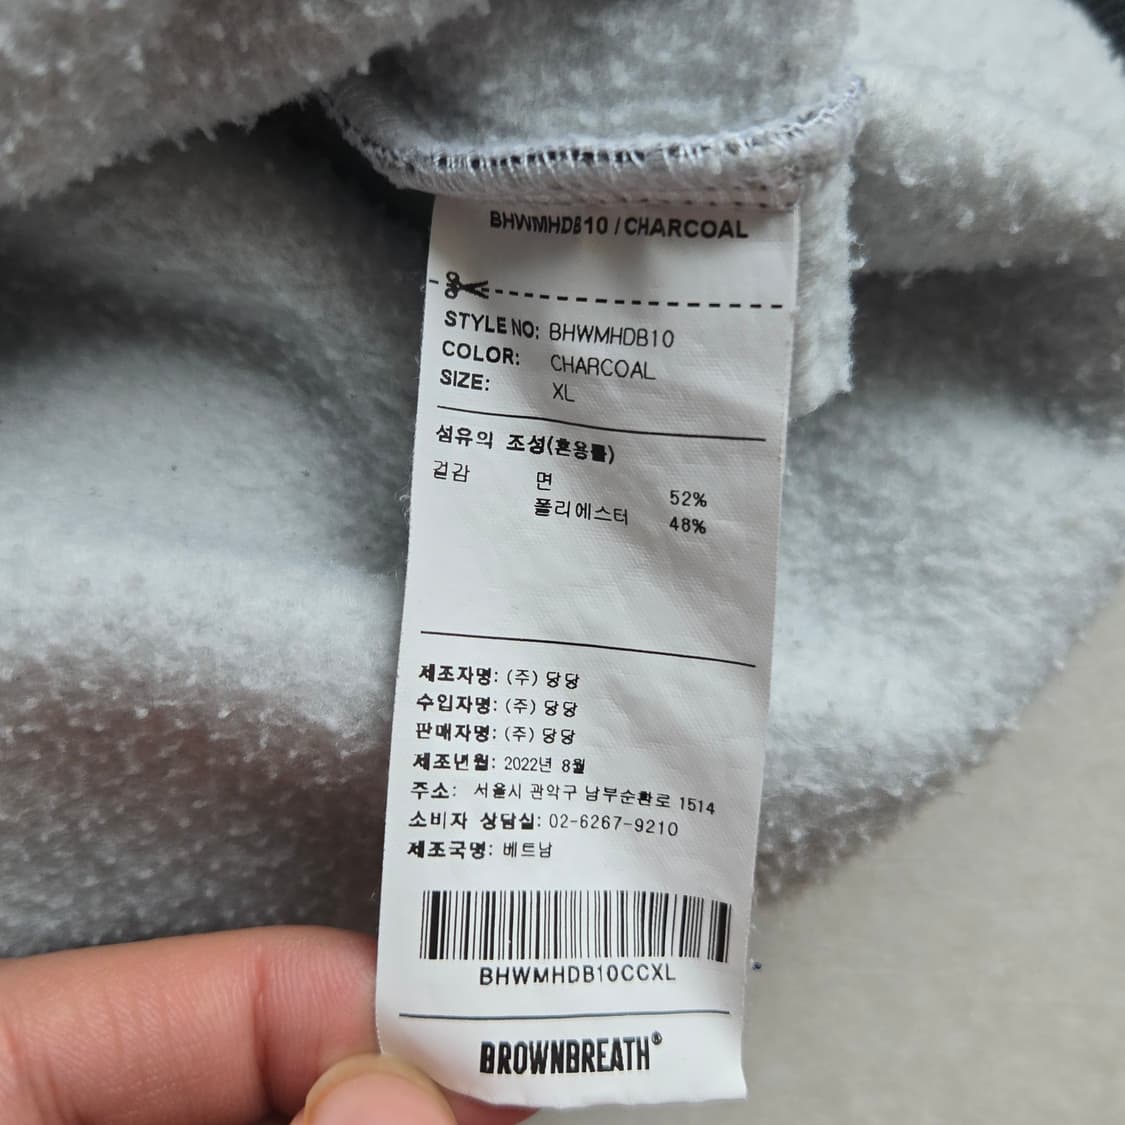 BHWMHDB10 / CHARCOAL
STYLE NO: BHWMHDB10
COLOR: CHARCOAL
SIZE: XL
섬유의 조성(혼용률)
겉감 면 52%
폴리에스터 48%
제조자명: (주) 당당
수입자명: (주) 당당
판매자명: (주) 당당
제조년월: 2022년 8월
주소: 서울시 관악구 남부순환로 1514
소비자 상담실: 02-6267-9210
제조국명: 베트남
BHWMHDB10CCXL
BROWNBREATH®